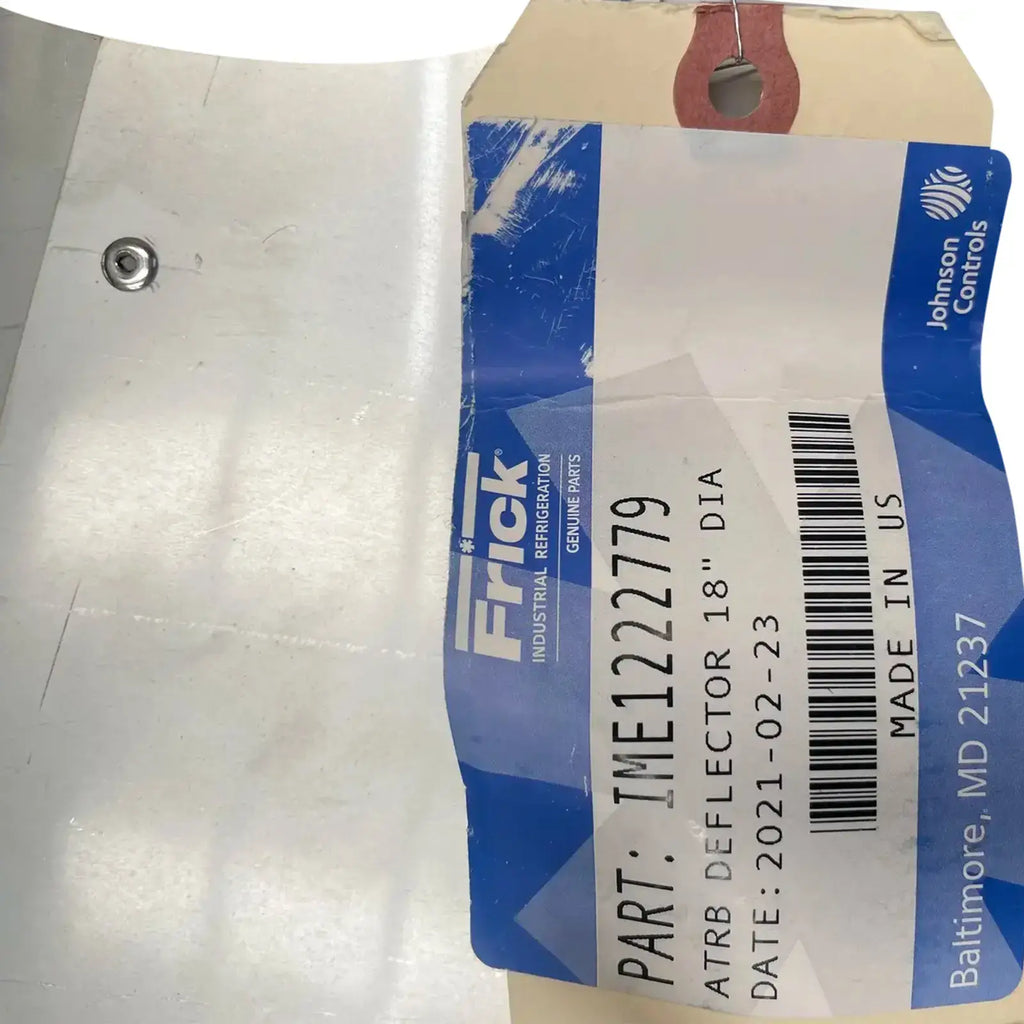 Frick®
INDUSTRIAL REFRIGERATION
GENUINE PARTS
PART: IME1222779
ATRB DEFLECTOR 18" DIA
DATE:2021-02-23
MADE IN US
Johnson
Controls
Baltimore, MD 21237